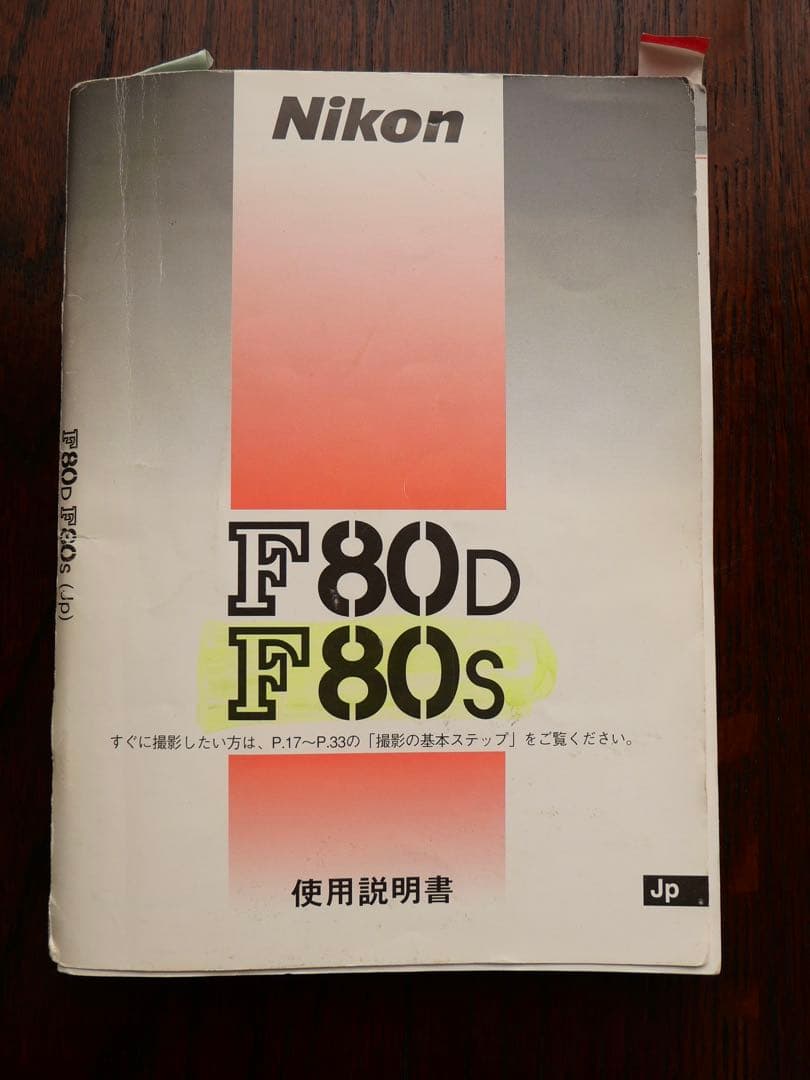 Nikon
F80D
F80S
すぐに撮影したい方は、P.17〜P.33の「撮影の基本ステップ」をご覧ください。
使用説明書
Jp
F80D F80S (Jp)